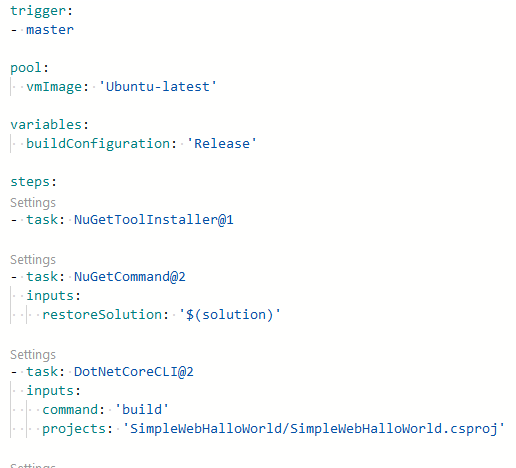 trigger:
- master
pool:
vmImage: 'Ubuntu-latest'
variables:
buildConfiguration: 'Release'
steps:
Settings
- task: NuGetToolInstaller@1
Settings
- task: NuGetCommand@2
inputs:
restoreSolution: '$(solution)'
Settings
- task: DotNetCoreCLI@2
inputs:
command: 'build'
projects: 'SimpleWebHalloWorld/SimpleWebHalloWorld.csproj'
Settings